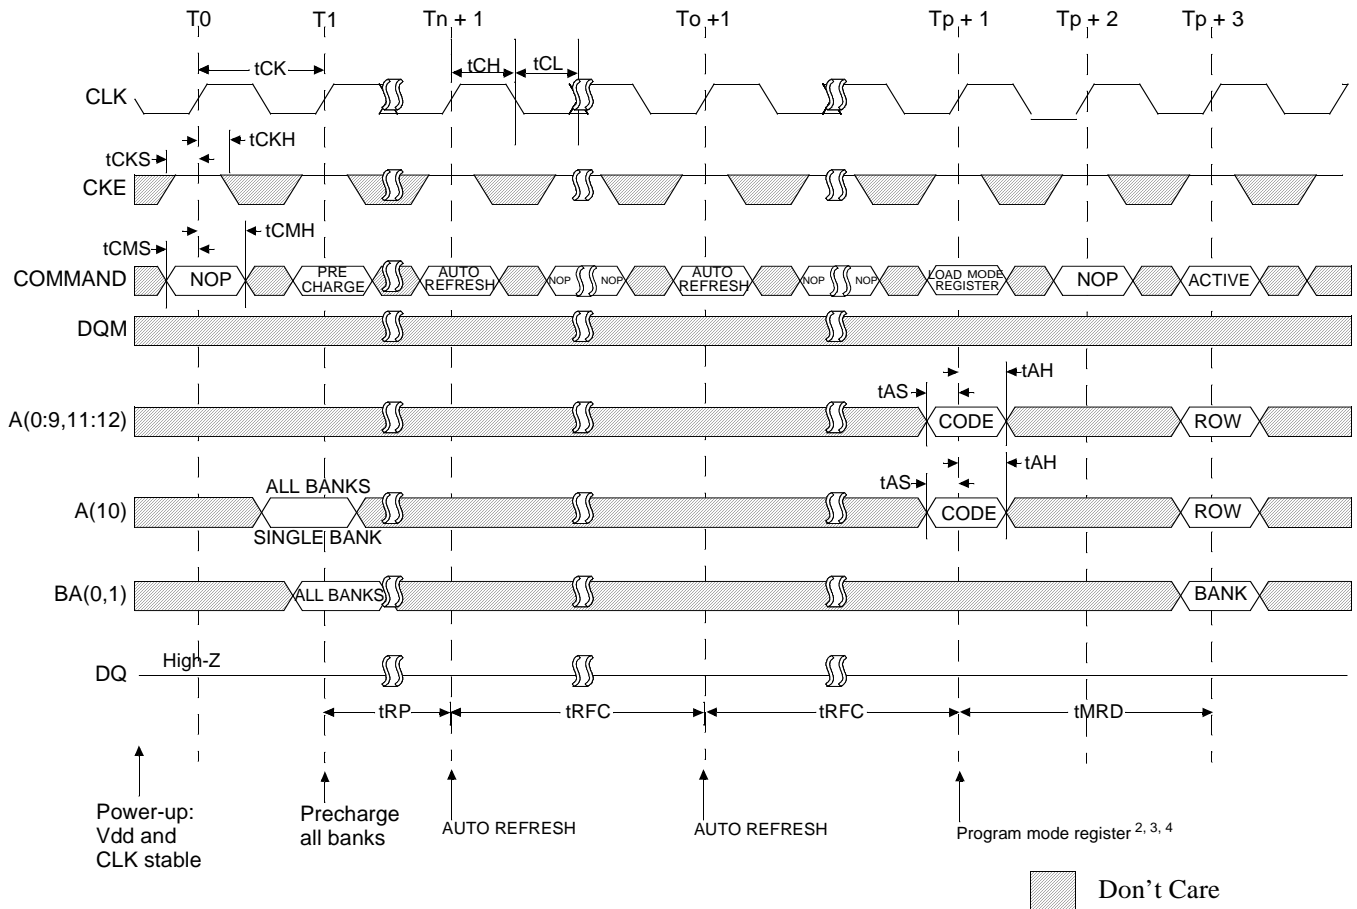 T0 T1 Tn + 1 To +1 Tp + 1 Tp + 2 Tp + 3
tCK tCH tCL
CLK
tCKH
tCKS
CKE
tCMH
tCMS
COMMAND NOP PRE CHARGE AUTO REFRESH NOP NOP AUTO REFRESH NOP NOP LOAD MODE REGISTER NOP ACTIVE
DQM
tAH
tAS
A(0:9,11:12) CODE ROW
tAH
tAS
ALL BANKS
A(10) CODE ROW
SINGLE BANK
BA(0,1) ALL BANKS BANK
High-Z
DQ
tRP tRFC tRFC tMRD
Power-up:
Vdd and
CLK stable
Precharge
all banks
AUTO REFRESH
AUTO REFRESH
Program mode register 2, 3, 4
Don't Care